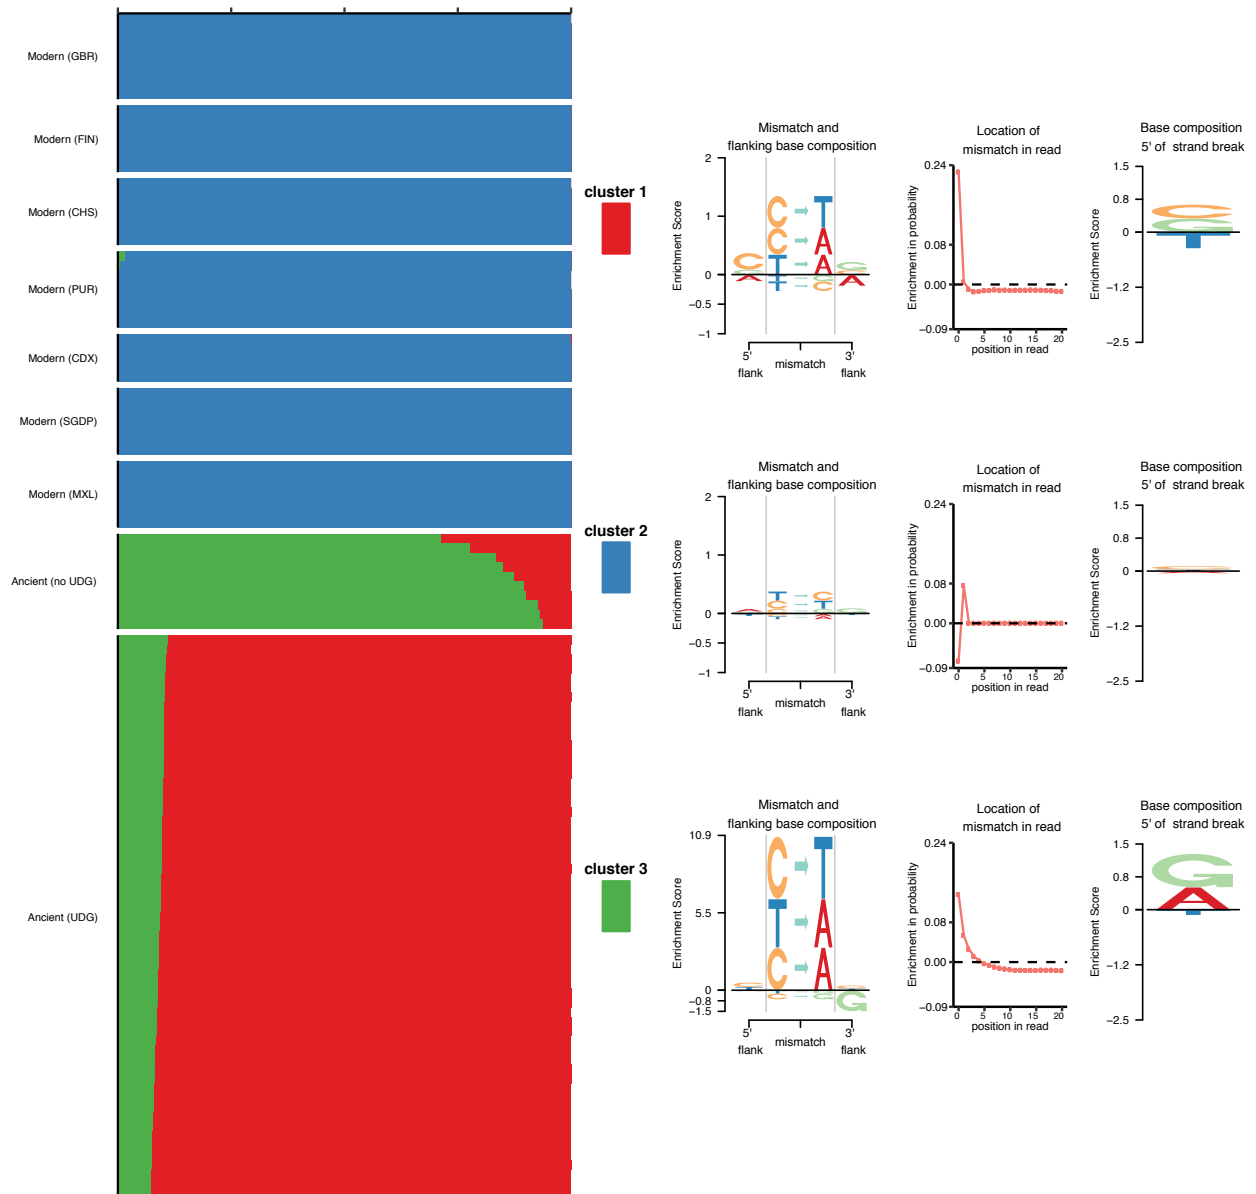 Modern (GBR)
Modern (FIN)
Modern (CHS)
Modern (PUR)
Modern (CDX)
Modern (SGDP)
Modern (MXL)
Ancient (no UDG)
Ancient (UDG)
cluster 1
Mismatch and
flanking base composition
Enrichment Score
2
1
0
−0.5
−1
C T
C A
T A
C G A
G C A
T G
T C
5'
flank
mismatch
3'
flank
Location of
mismatch in read
Enrichment in probability
0.24
0.08
0.00
−0.09
0 5 10 15 20
position in read
Base composition
5' of strand break
Enrichment Score
1.5
0.8
0
−1.2
−2.5
C
G
T
cluster 2
Mismatch and
flanking base composition
Enrichment Score
2
1
0
−0.5
−1
T C
C T
A
5'
flank
mismatch
3'
flank
Location of
mismatch in read
Enrichment in probability
0.24
0.08
0.00
−0.09
0 5 10 15 20
position in read
Base composition
5' of strand break
Enrichment Score
1.5
0.8
0
−1.2
−2.5
cluster 3
Mismatch and
flanking base composition
Enrichment Score
10.9
5.5
0
−0.8
−1.5
C T
T A
C A
C G G
5'
flank
mismatch
3'
flank
Location of
mismatch in read
Enrichment in probability
0.24
0.08
0.00
−0.09
0 5 10 15 20
position in read
Base composition
5' of strand break
Enrichment Score
1.5
0.8
0
−1.2
−2.5
G
A
T